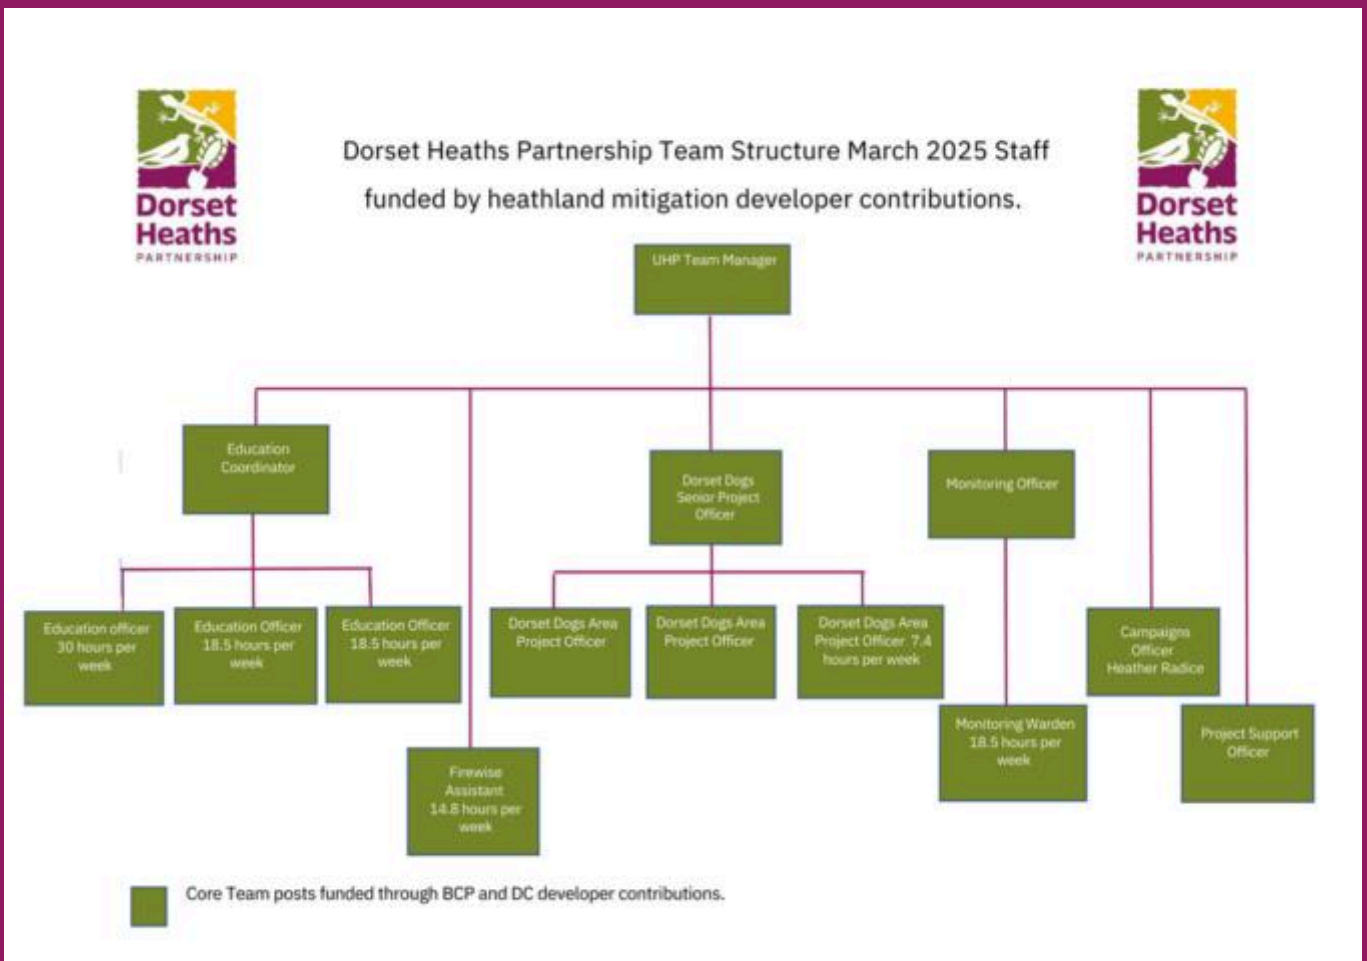 Dorset
Heaths
PARTNERSHIP
Dorset Heaths Partnership Team Structure March 2025 Staff
funded by heathland mitigation developer contributions.
Dorset
Heaths
PARTNERSHIP
UHP Team Manager
Education
Coordinator
Dorset Dogs
Senior Project
Officer
Monitoring Officer
Education officer
30 hours per
week
Education Officer
18.5 hours per
week
Education Officer
18.5 hours per
week
Dorset Dogs Area
Project Officer
Dorset Dogs Area
Project Officer
Dorset Dogs Area
Project Officer 7.4
hours per week
Campaigns
Officer
Heather Radice
Monitoring Warden
18.5 hours per
week
Project Support
Officer
Firewise
Assistant
14.8 hours per
week
Core Team posts funded through BCP and DC developer contributions.